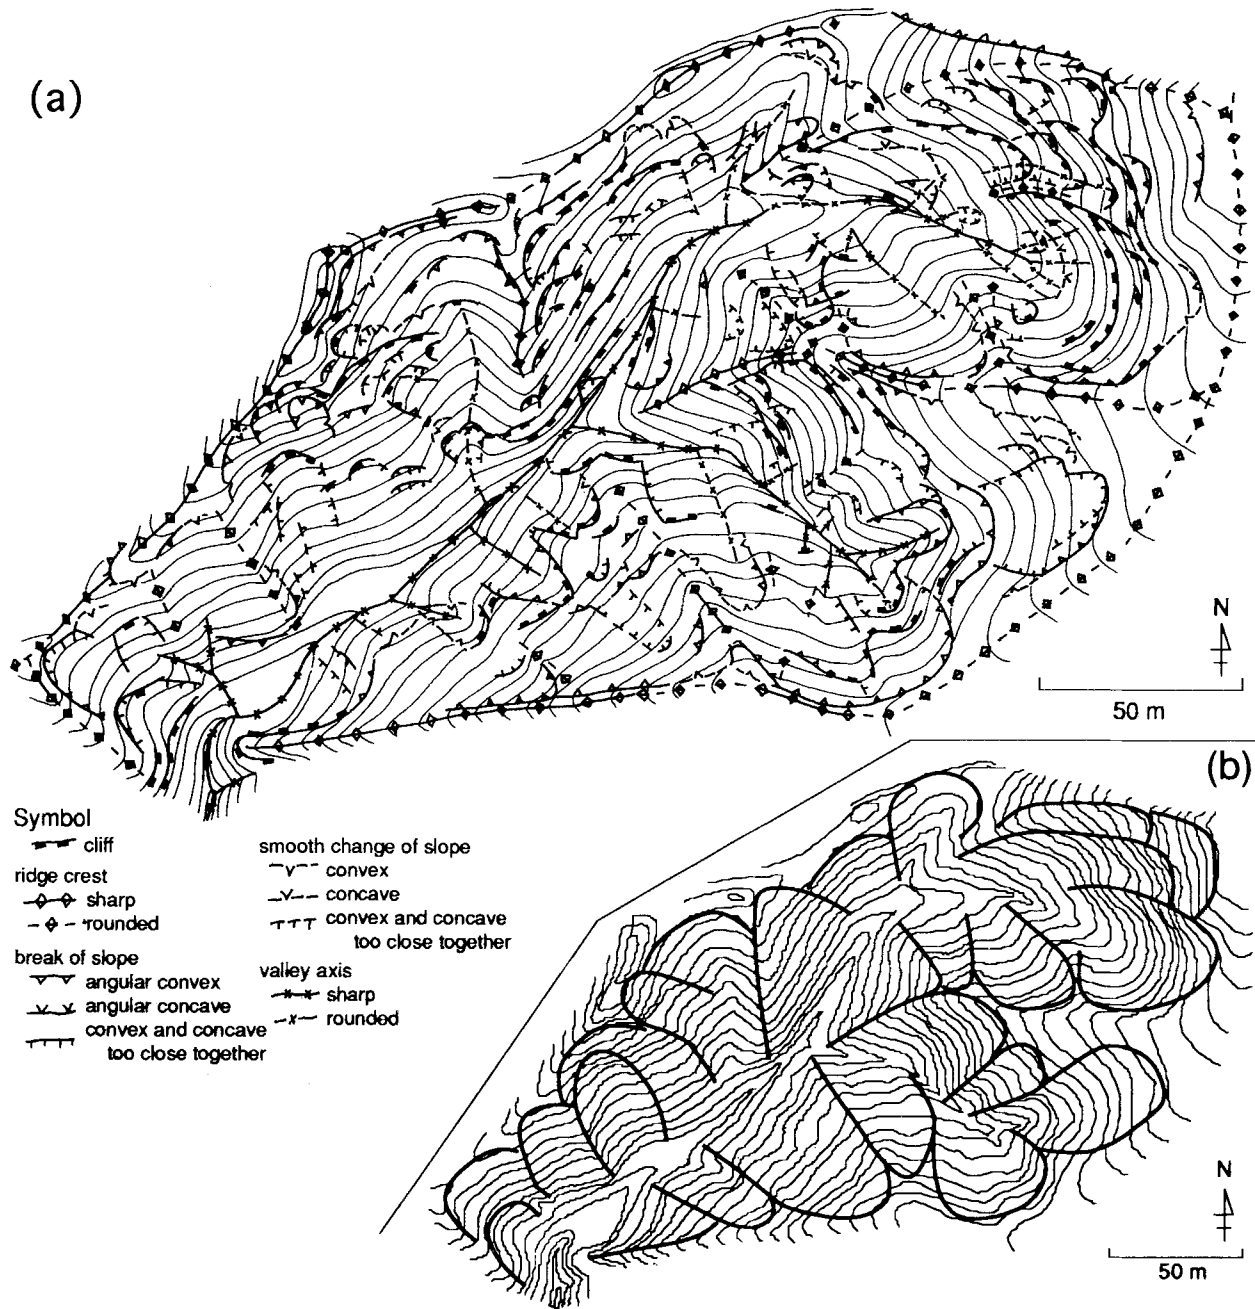 (a)
N
50 m
(b)
Symbol
cliff
ridge crest
sharp
rounded
break of slope
angular convex
angular concave
convex and concave
too close together
smooth change of slope
convex
concave
convex and concave
too close together
valley axis
sharp
rounded
N
50 m